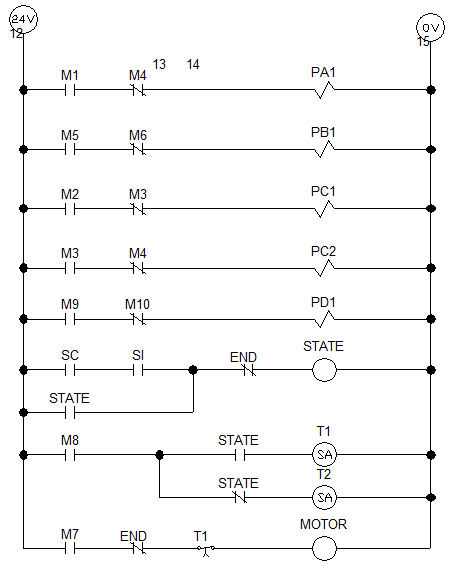 24V
0V
12
15
13 14
M1 M4 PA1
M5 M6 PB1
M2 M3 PC1
M3 M4 PC2
M9 M10 PD1
SC SI END STATE
STATE
M8 STATE T1
SA
STATE T2
SA
M7 END T1 MOTOR